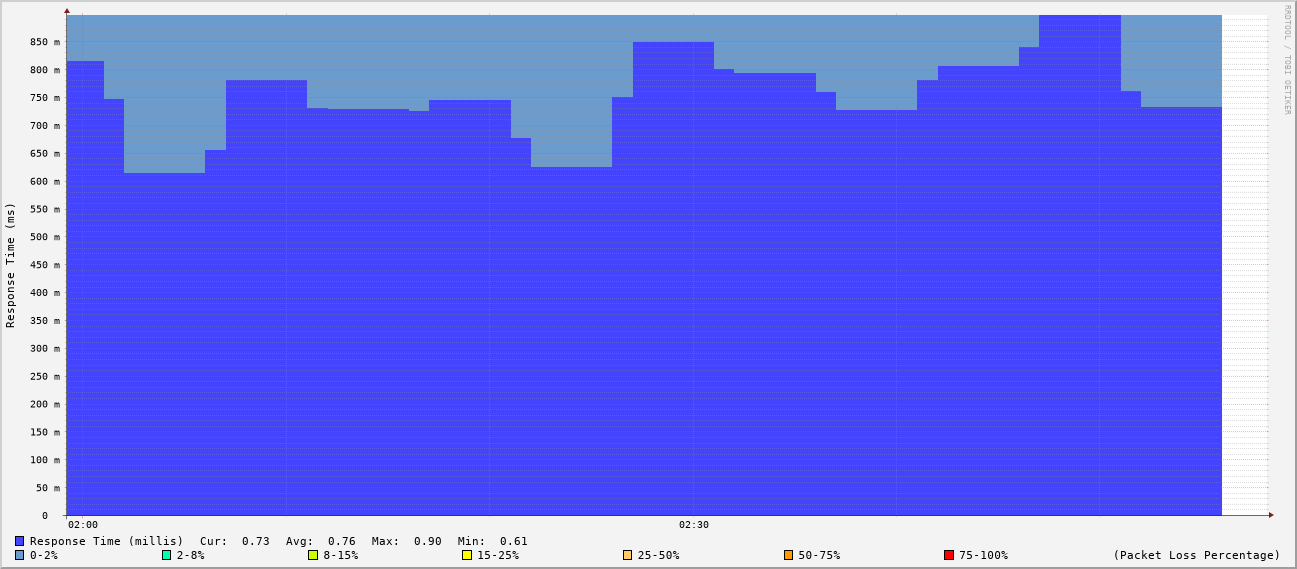 RRDTOOL / TOBI OETIKER
Response Time (ms)
850 m
800 m
750 m
700 m
650 m
600 m
550 m
500 m
450 m
400 m
350 m
300 m
250 m
200 m
150 m
100 m
50 m
0
02:00 02:30
Response Time (millis) Cur: 0.73 Avg: 0.76 Max: 0.90 Min: 0.61
0-2% 2-8% 8-15% 15-25% 25-50% 50-75% 75-100% (Packet Loss Percentage)